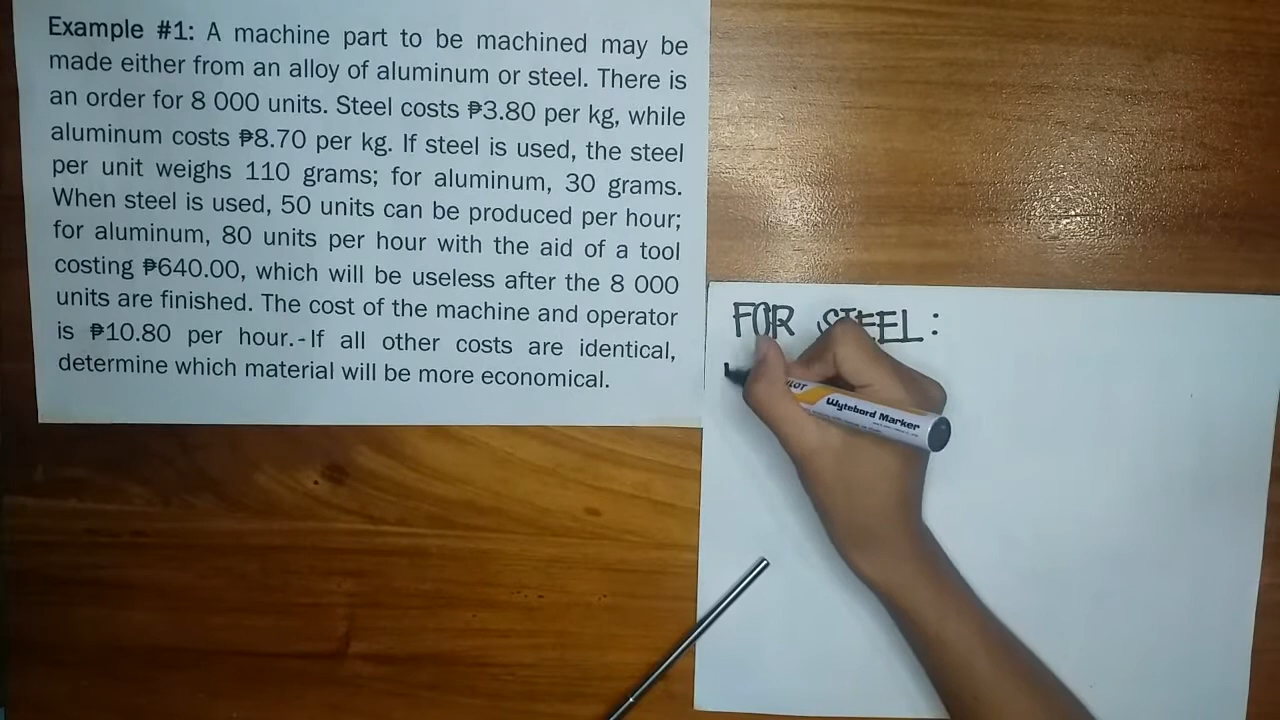 Example #1: A machine part to be machined may be
made either from an alloy of aluminum or steel. There is
an order for 8 000 units. Steel costs ₱3.80 per kg, while
aluminum costs ₱8.70 per kg. If steel is used, the steel
per unit weighs 110 grams; for aluminum, 30 grams.
When steel is used, 50 units can be produced per hour;
for aluminum, 80 units per hour with the aid of a tool
costing ₱640.00, which will be useless after the 8 000
units are finished. The cost of the machine and operator
is ₱10.80 per hour.-If all other costs are identical,
determine which material will be more economical.
FOR STEEL:
Wytebord Marker